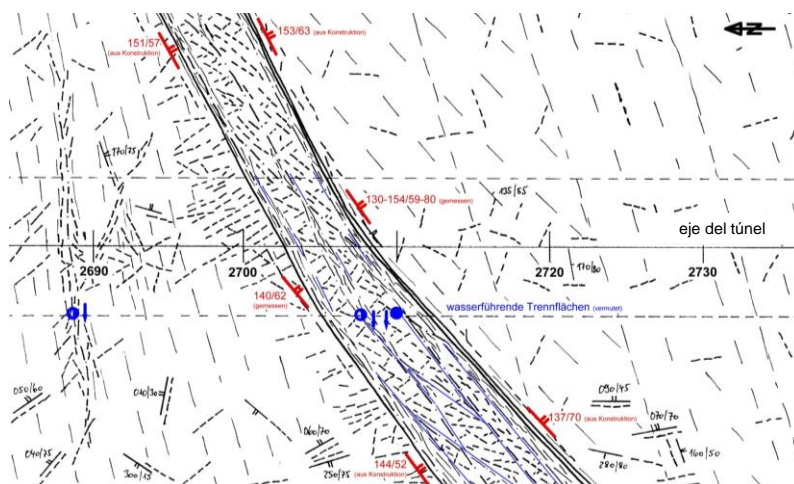 153/63 (aus Konstruktion)
151/57
(aus Konstruktion)
N
170/75
130-154/59-80 (gemessen)
135/55
eje del túnel
170/80
2690
2700
2720
2730
140/62
(gemessen)
wasserführende Trennflächen (vermutet)
050/60
010/30
090/45
137/70 (aus Konstruktion)
070/70
060/70
040/75
300/15
250/75
144/52
(aus Konstruktion)
280/80
160/50